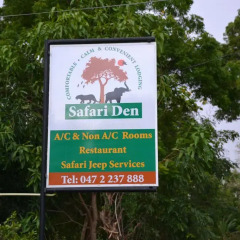 COMFORTABLE • CALM & CONVENIENT LODGING
Safari Den
A/C & Non A/C Rooms
Restaurant
Safari Jeep Services
Tel: 047 2 237 888